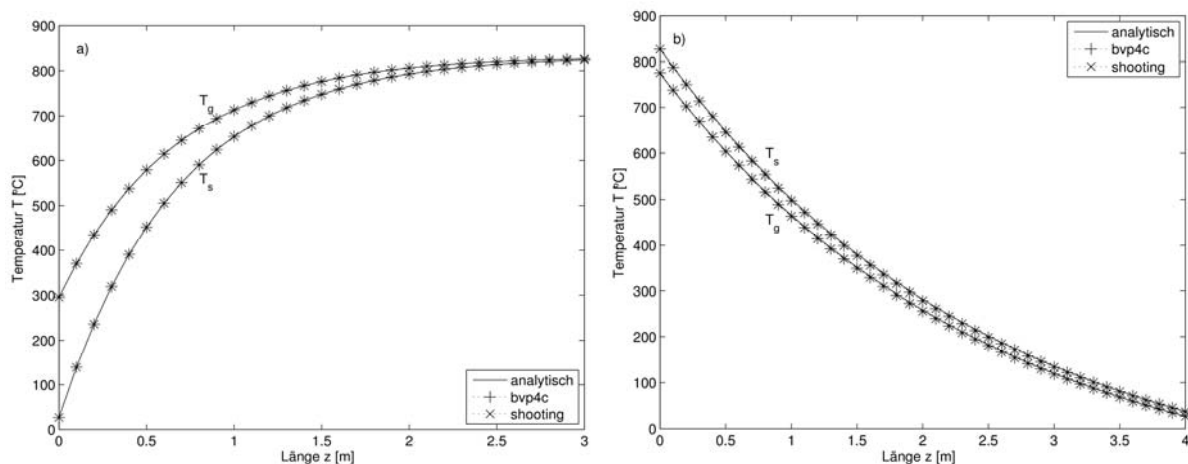 a)
900
800
700
600
500
400
300
200
100
0
Temperatur T [°C]
T_g
T_s
analytisch
bvp4c
shooting
0 0.5 1 1.5 2 2.5 3
Länge z [m]
b)
900
800
700
600
500
400
300
200
100
0
Temperatur T [°C]
analytisch
bvp4c
shooting
T_s
T_g
0 0.5 1 1.5 2 2.5 3 3.5 4
Länge z [m]